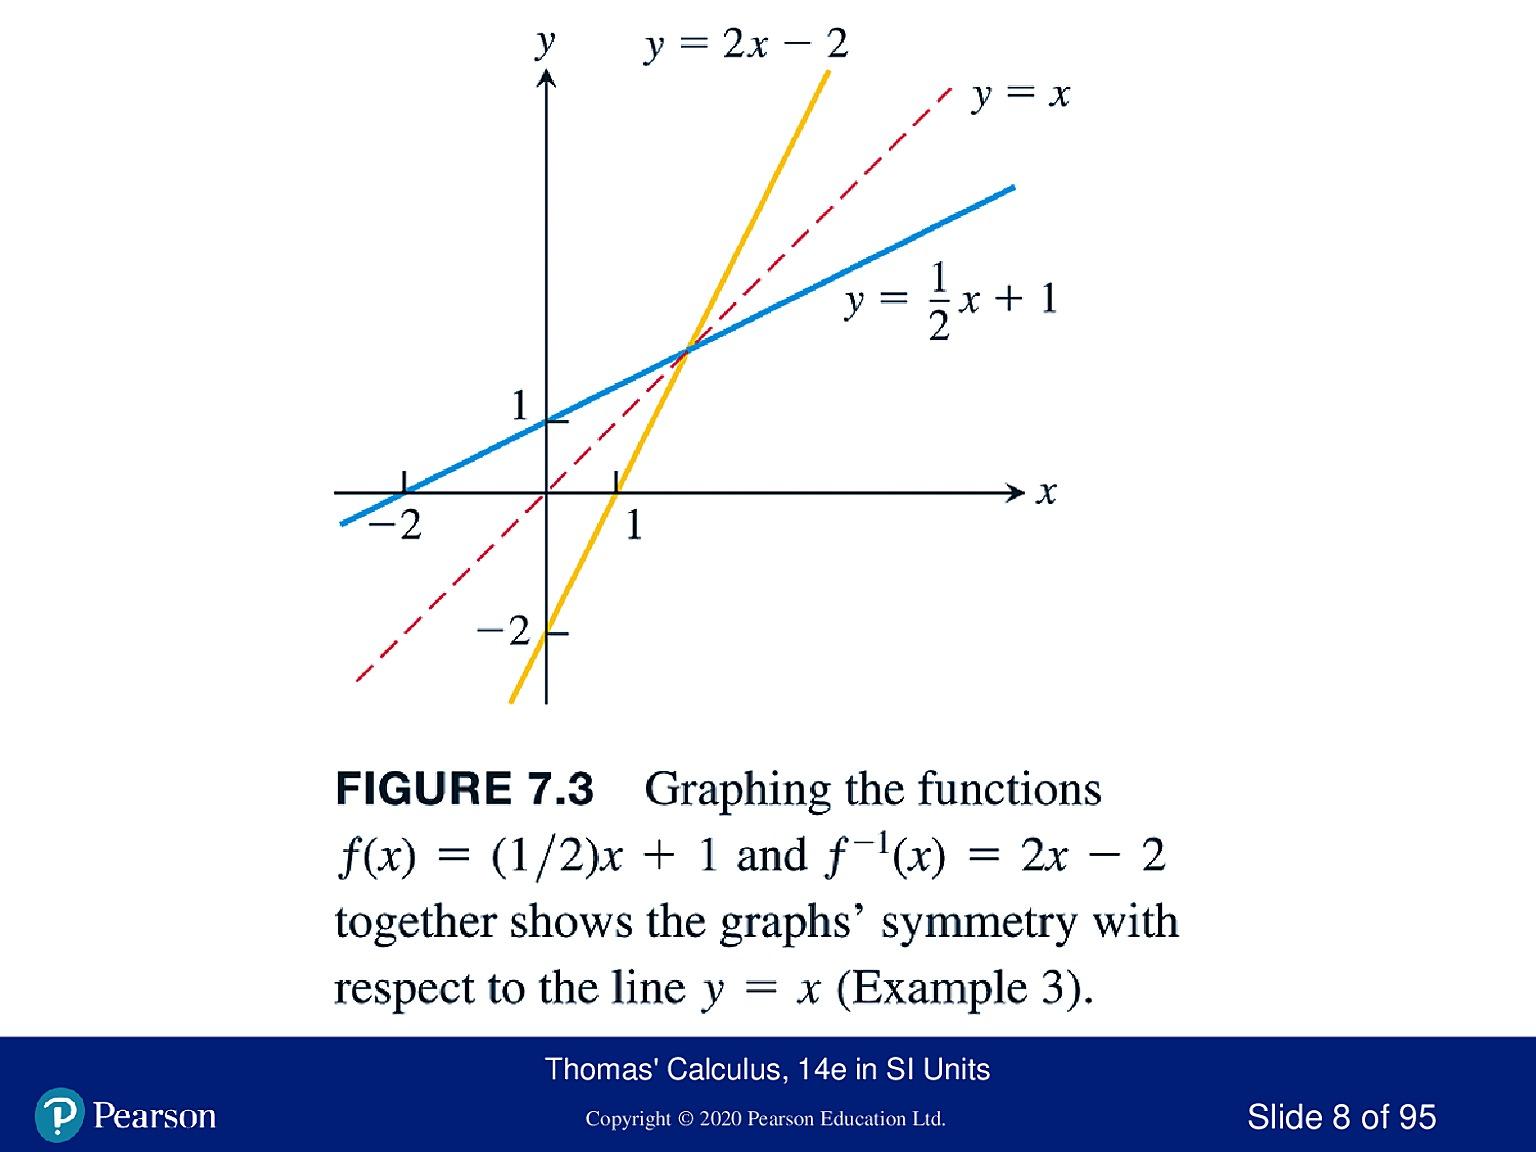 y
y = 2x − 2
y = x
y = 1/2 x + 1
1
x
−2
1
−2
FIGURE 7.3 Graphing the functions
f(x) = (1/2)x + 1 and f⁻¹(x) = 2x − 2
together shows the graphs’ symmetry with
respect to the line y = x (Example 3).
Thomas' Calculus, 14e in SI Units
Pearson
Copyright © 2020 Pearson Education Ltd.
Slide 8 of 95